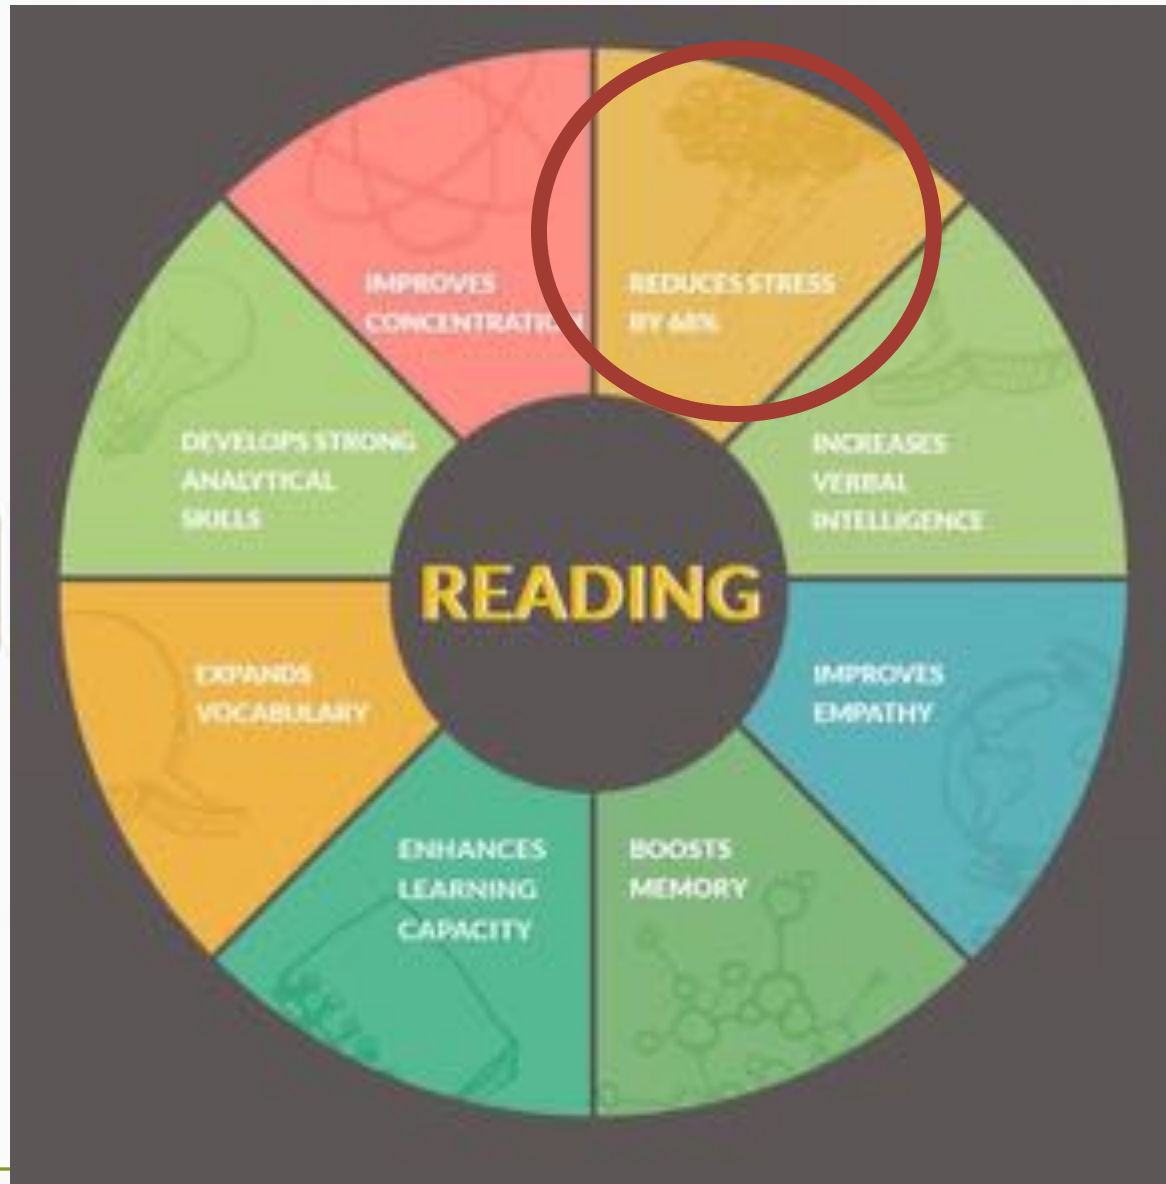 IMPROVES
CONCENTRATION
REDUCES STRESS
BY 68%
DEVELOPS STRONG
ANALYTICAL
SKILLS
INCREASES
VERBAL
INTELLIGENCE
READING
EXPANDS
VOCABULARY
IMPROVES
EMPATHY
ENHANCES
LEARNING
CAPACITY
BOOSTS
MEMORY